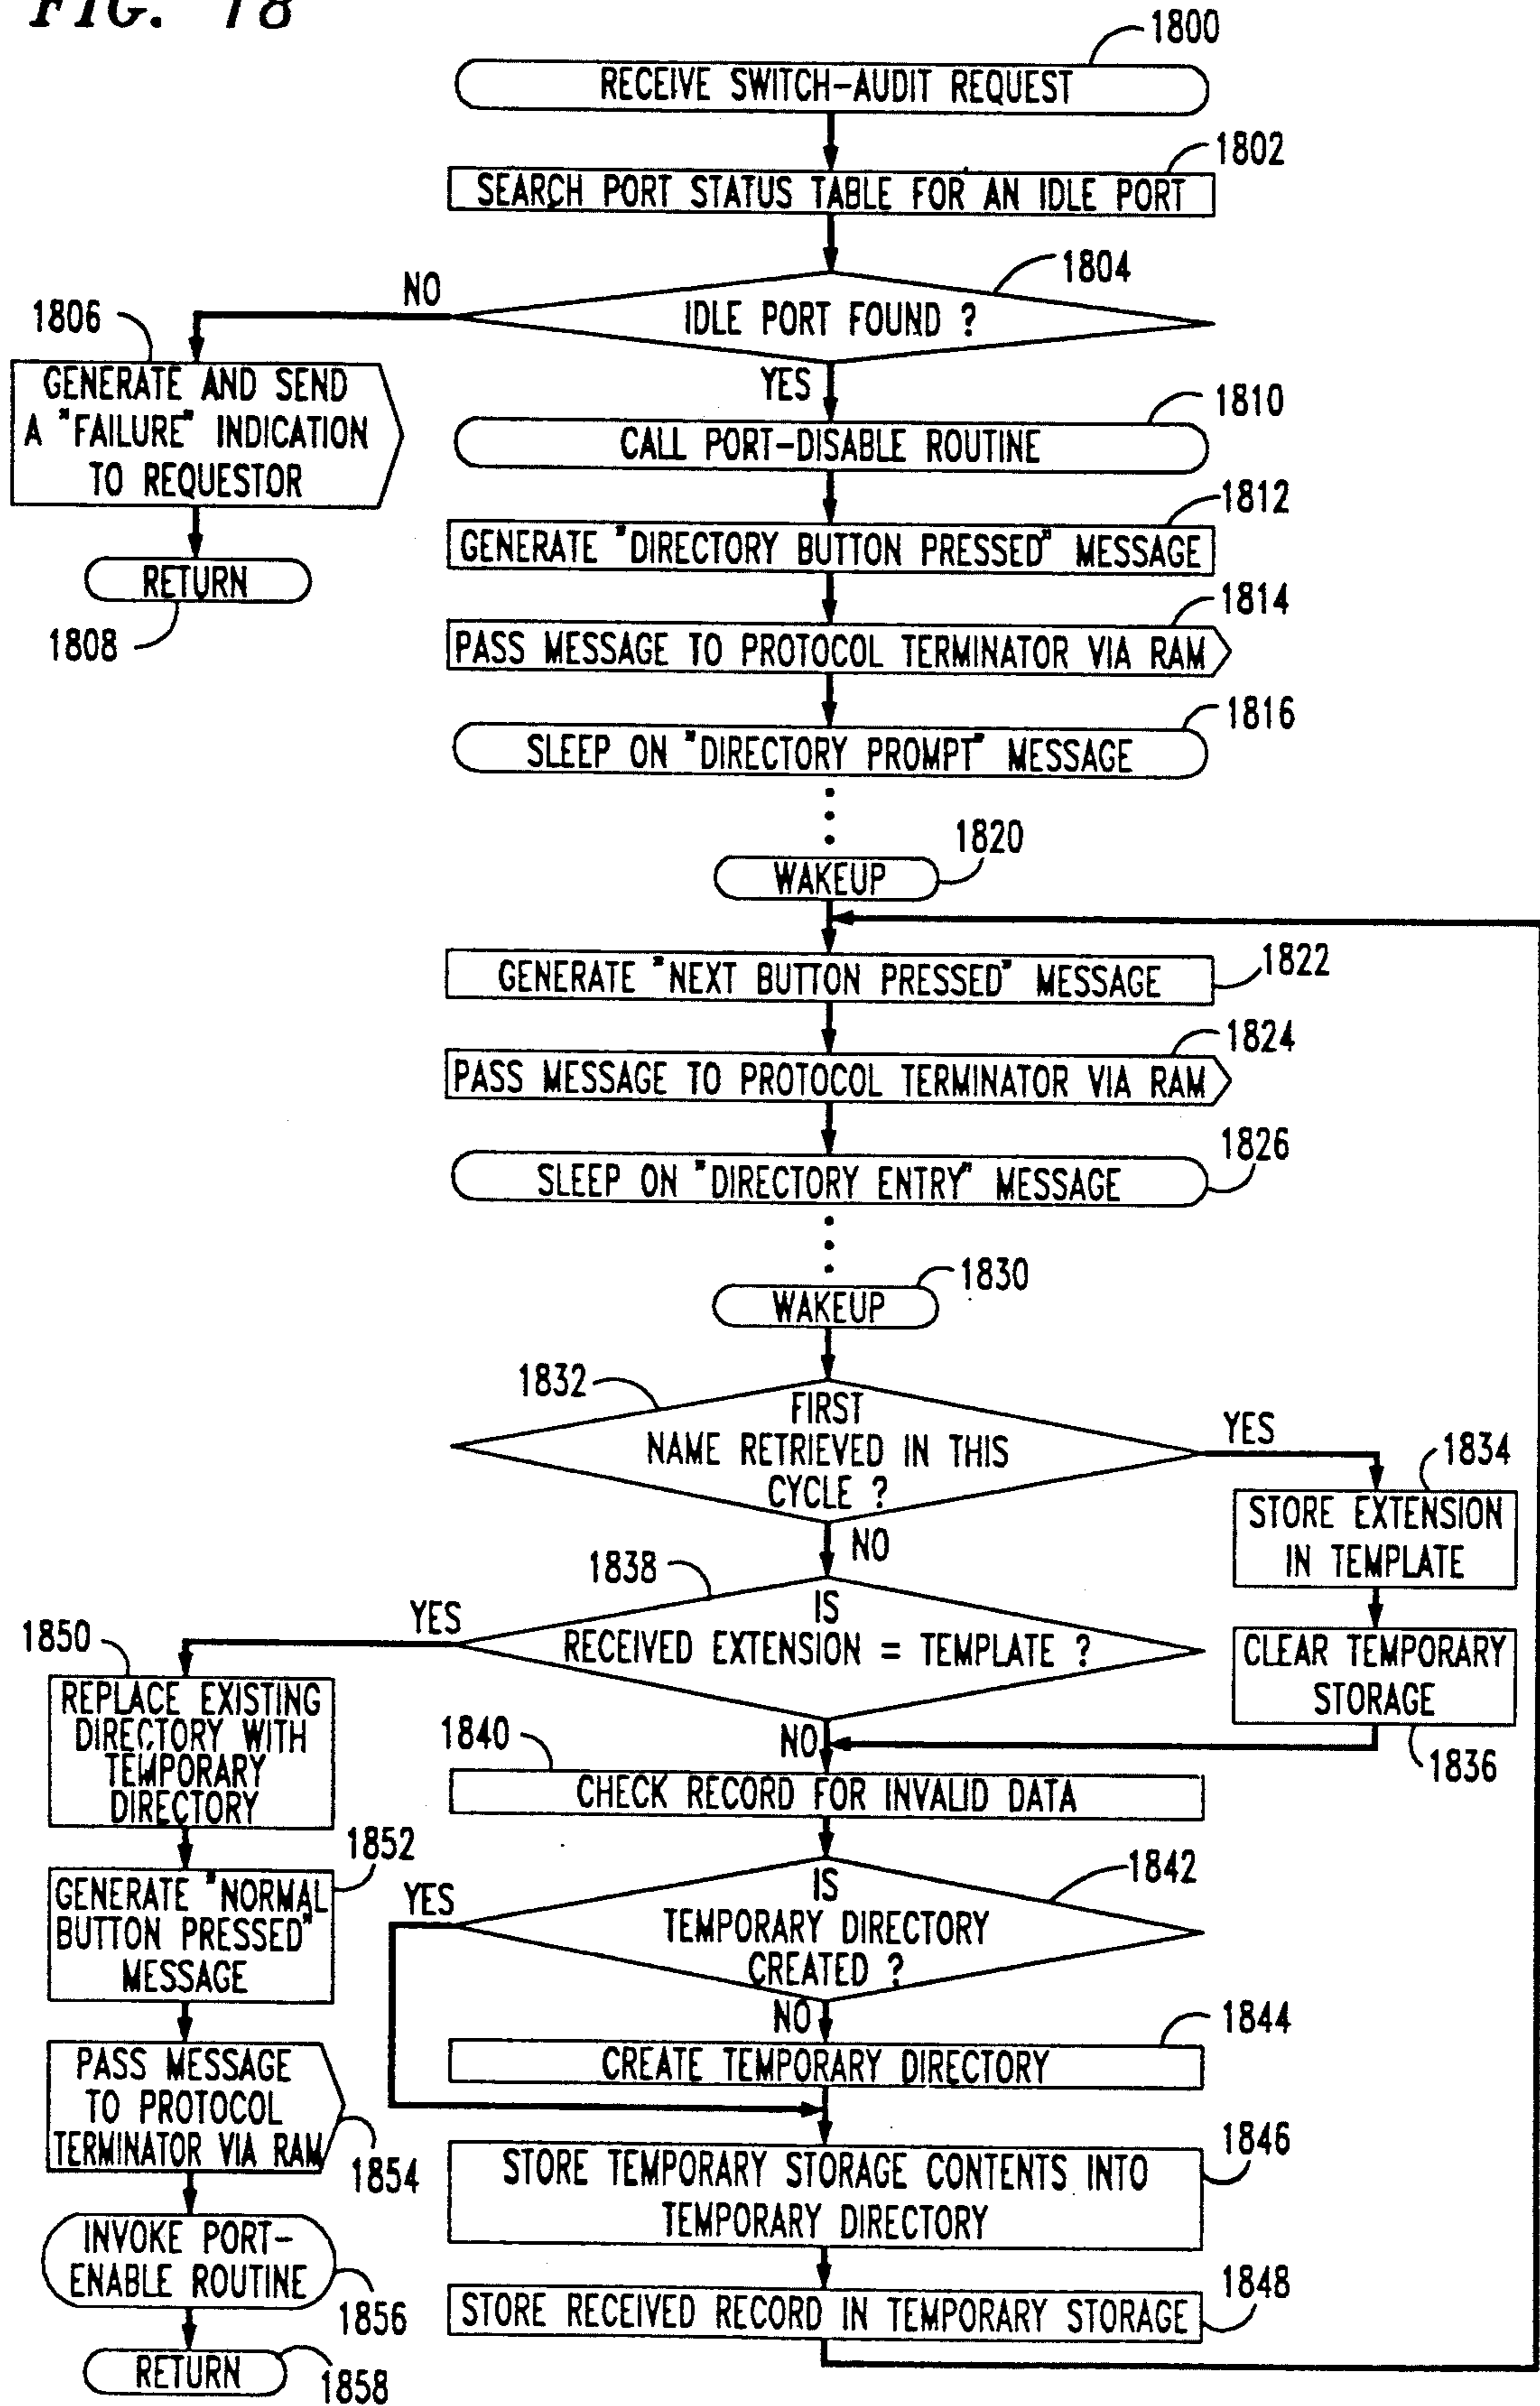 FIG. 18
1800
RECEIVE SWITCH-AUDIT REQUEST
1802
SEARCH PORT STATUS TABLE FOR AN IDLE PORT
1804
NO
IDLE PORT FOUND ?
YES
1806
GENERATE AND SEND
A "FAILURE" INDICATION
TO REQUESTOR
RETURN
1808
1810
CALL PORT-DISABLE ROUTINE
1812
GENERATE "DIRECTORY BUTTON PRESSED" MESSAGE
1814
PASS MESSAGE TO PROTOCOL TERMINATOR VIA RAM
1816
SLEEP ON "DIRECTORY PROMPT" MESSAGE
1820
WAKEUP
1822
GENERATE "NEXT BUTTON PRESSED" MESSAGE
1824
PASS MESSAGE TO PROTOCOL TERMINATOR VIA RAM
1826
SLEEP ON "DIRECTORY ENTRY" MESSAGE
1830
WAKEUP
1832
FIRST
NAME RETRIEVED IN THIS
CYCLE ?
YES
NO
1834
STORE EXTENSION
IN TEMPLATE
CLEAR TEMPORARY
STORAGE
1836
1838
IS
RECEIVED EXTENSION = TEMPLATE ?
YES
NO
1840
CHECK RECORD FOR INVALID DATA
1842
IS
TEMPORARY DIRECTORY
CREATED ?
YES
NO
1844
CREATE TEMPORARY DIRECTORY
1846
STORE TEMPORARY STORAGE CONTENTS INTO
TEMPORARY DIRECTORY
1848
STORE RECEIVED RECORD IN TEMPORARY STORAGE
1850
REPLACE EXISTING
DIRECTORY WITH
TEMPORARY
DIRECTORY
1852
GENERATE "NORMAL
BUTTON PRESSED"
MESSAGE
PASS MESSAGE
TO PROTOCOL
TERMINATOR VIA RAM
1854
INVOKE PORT-
ENABLE ROUTINE
1856
RETURN
1858